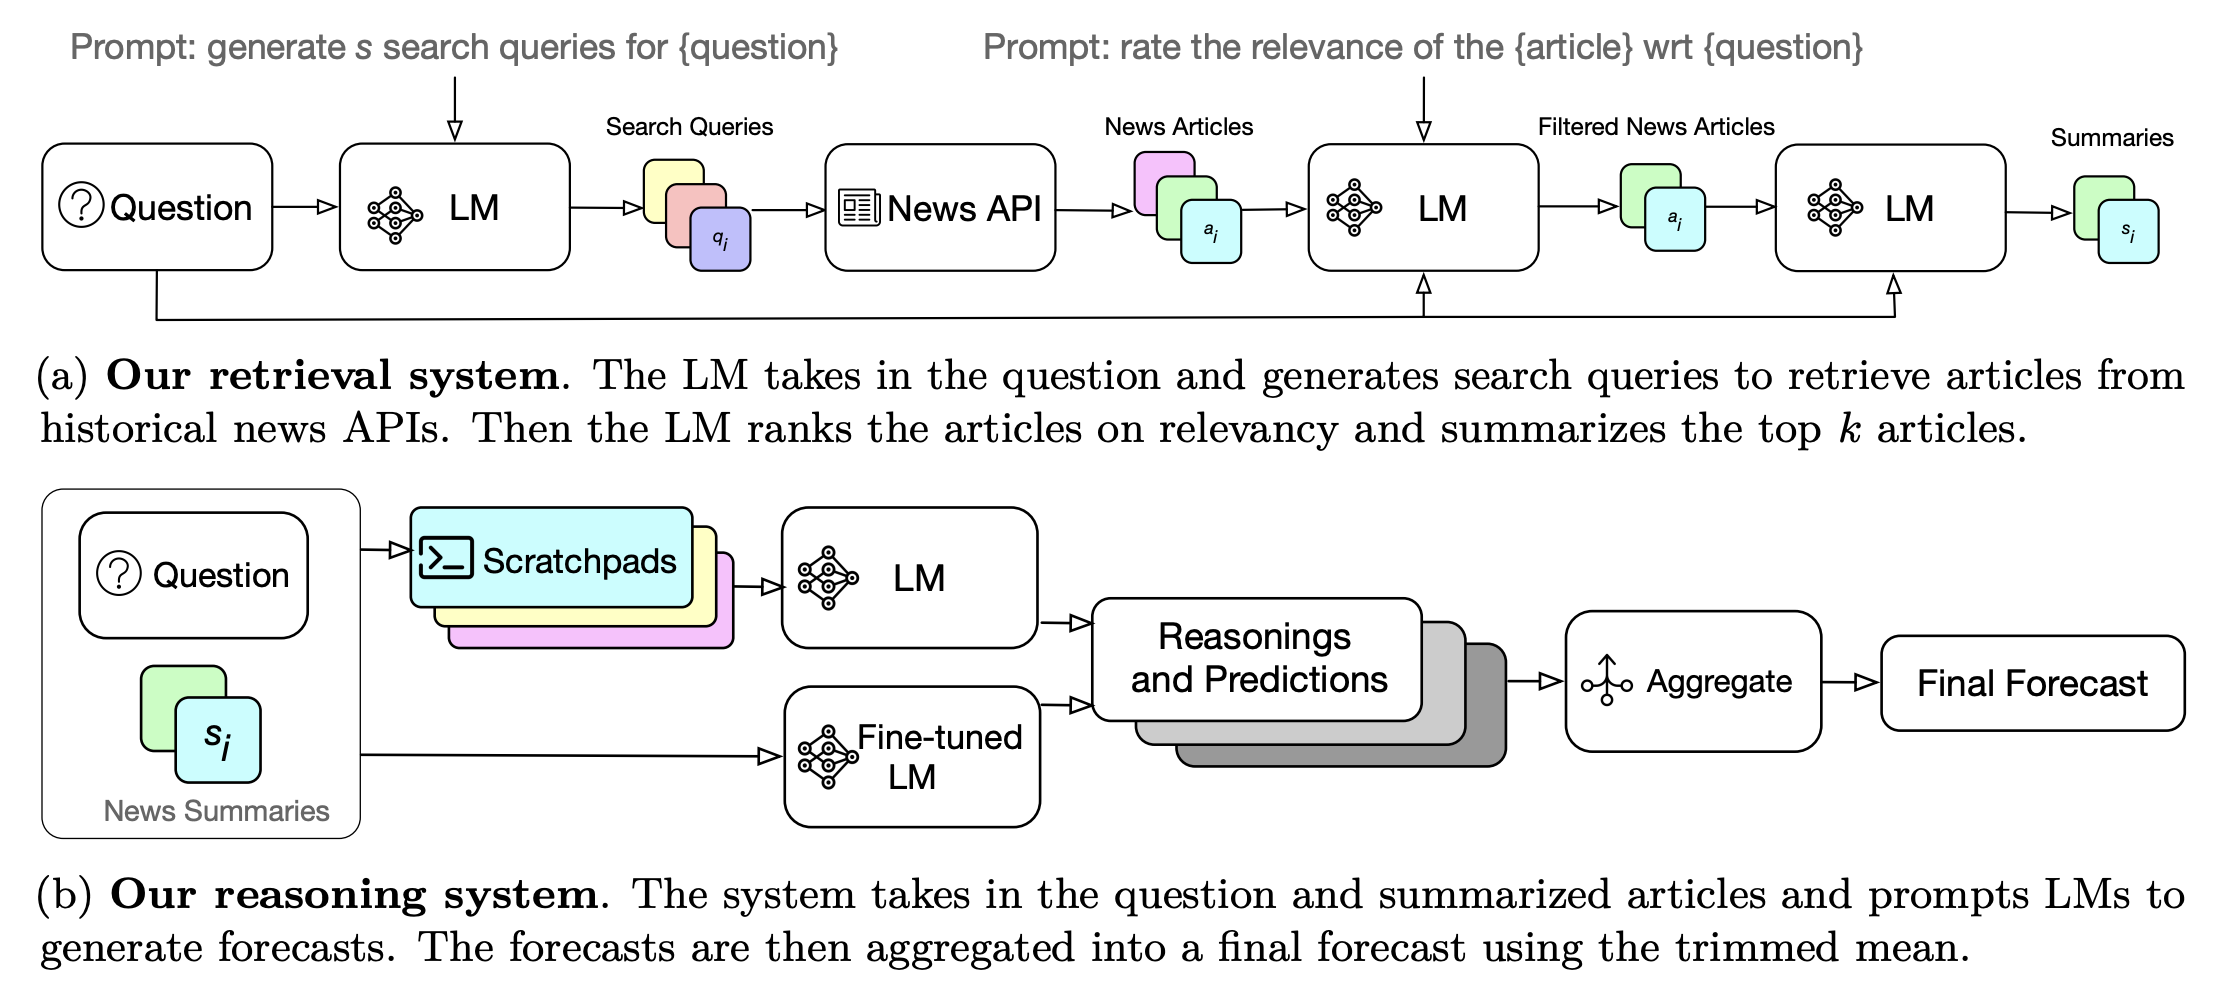 Prompt: generate s search queries for {question}
Prompt: rate the relevance of the {article} wrt {question}
Search Queries
News Articles
Filtered News Articles
Summaries
Question
LM
qi
News API
ai
LM
ai
LM
si
(a) Our retrieval system. The LM takes in the question and generates search queries to retrieve articles from
historical news APIs. Then the LM ranks the articles on relevancy and summarizes the top k articles.
Question
si
News Summaries
Scratchpads
LM
Fine-tuned
LM
Reasonings
and Predictions
Aggregate
Final Forecast
(b) Our reasoning system. The system takes in the question and summarized articles and prompts LMs to
generate forecasts. The forecasts are then aggregated into a final forecast using the trimmed mean.